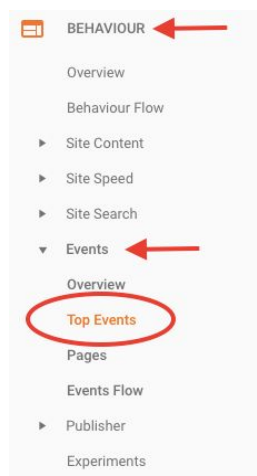 BEHAVIOUR
Overview
Behaviour Flow
Site Content
Site Speed
Site Search
Events
Overview
Top Events
Pages
Events Flow
Publisher
Experiments